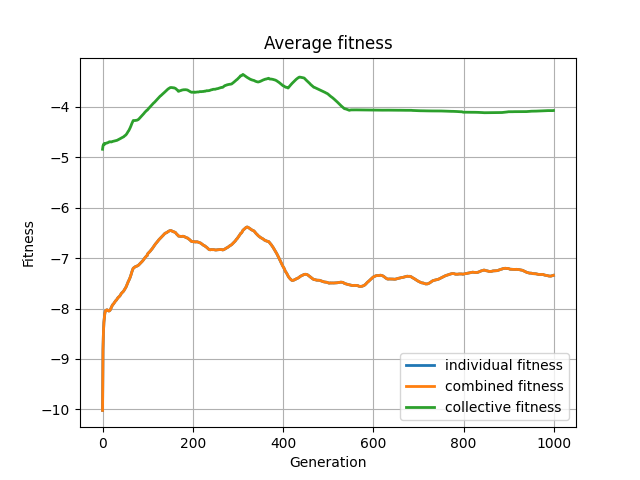 Average fitness
Fitness
−4
−5
−6
−7
−8
−9
−10
individual fitness
combined fitness
collective fitness
0 200 400 600 800 1000
Generation